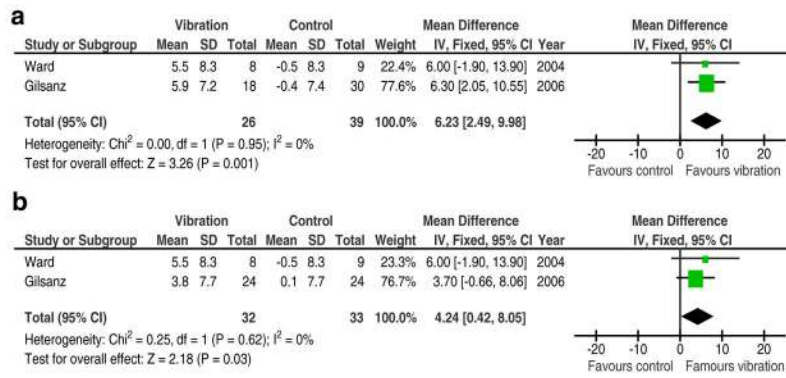 a
Vibration Control Mean Difference Mean Difference
Study or Subgroup Mean SD Total Mean SD Total Weight IV, Fixed, 95% CI Year IV, Fixed, 95% CI
Ward 5.5 8.3 8 -0.5 8.3 9 22.4% 6.00 [-1.90, 13.90] 2004
Gilsanz 5.9 7.2 18 -0.4 7.4 30 77.6% 6.30 [2.05, 10.55] 2006
Total (95% CI) 26 39 100.0% 6.23 [2.49, 9.98]
Heterogeneity: Chi² = 0.00, df = 1 (P = 0.95); I² = 0%
Test for overall effect: Z = 3.26 (P = 0.001)
-20 -10 0 10 20
Favours control Favours vibration
b
Vibration Control Mean Difference Mean Difference
Study or Subgroup Mean SD Total Mean SD Total Weight IV, Fixed, 95% CI Year IV, Fixed, 95% CI
Ward 5.5 8.3 8 -0.5 8.3 9 23.3% 6.00 [-1.90, 13.90] 2004
Gilsanz 3.8 7.7 24 0.1 7.7 24 76.7% 3.70 [-0.66, 8.06] 2006
Total (95% CI) 32 33 100.0% 4.24 [0.42, 8.05]
Heterogeneity: Chi² = 0.25, df = 1 (P = 0.62); I² = 0%
Test for overall effect: Z = 2.18 (P = 0.03)
-20 -10 0 10 20
Favours control Famours vibration